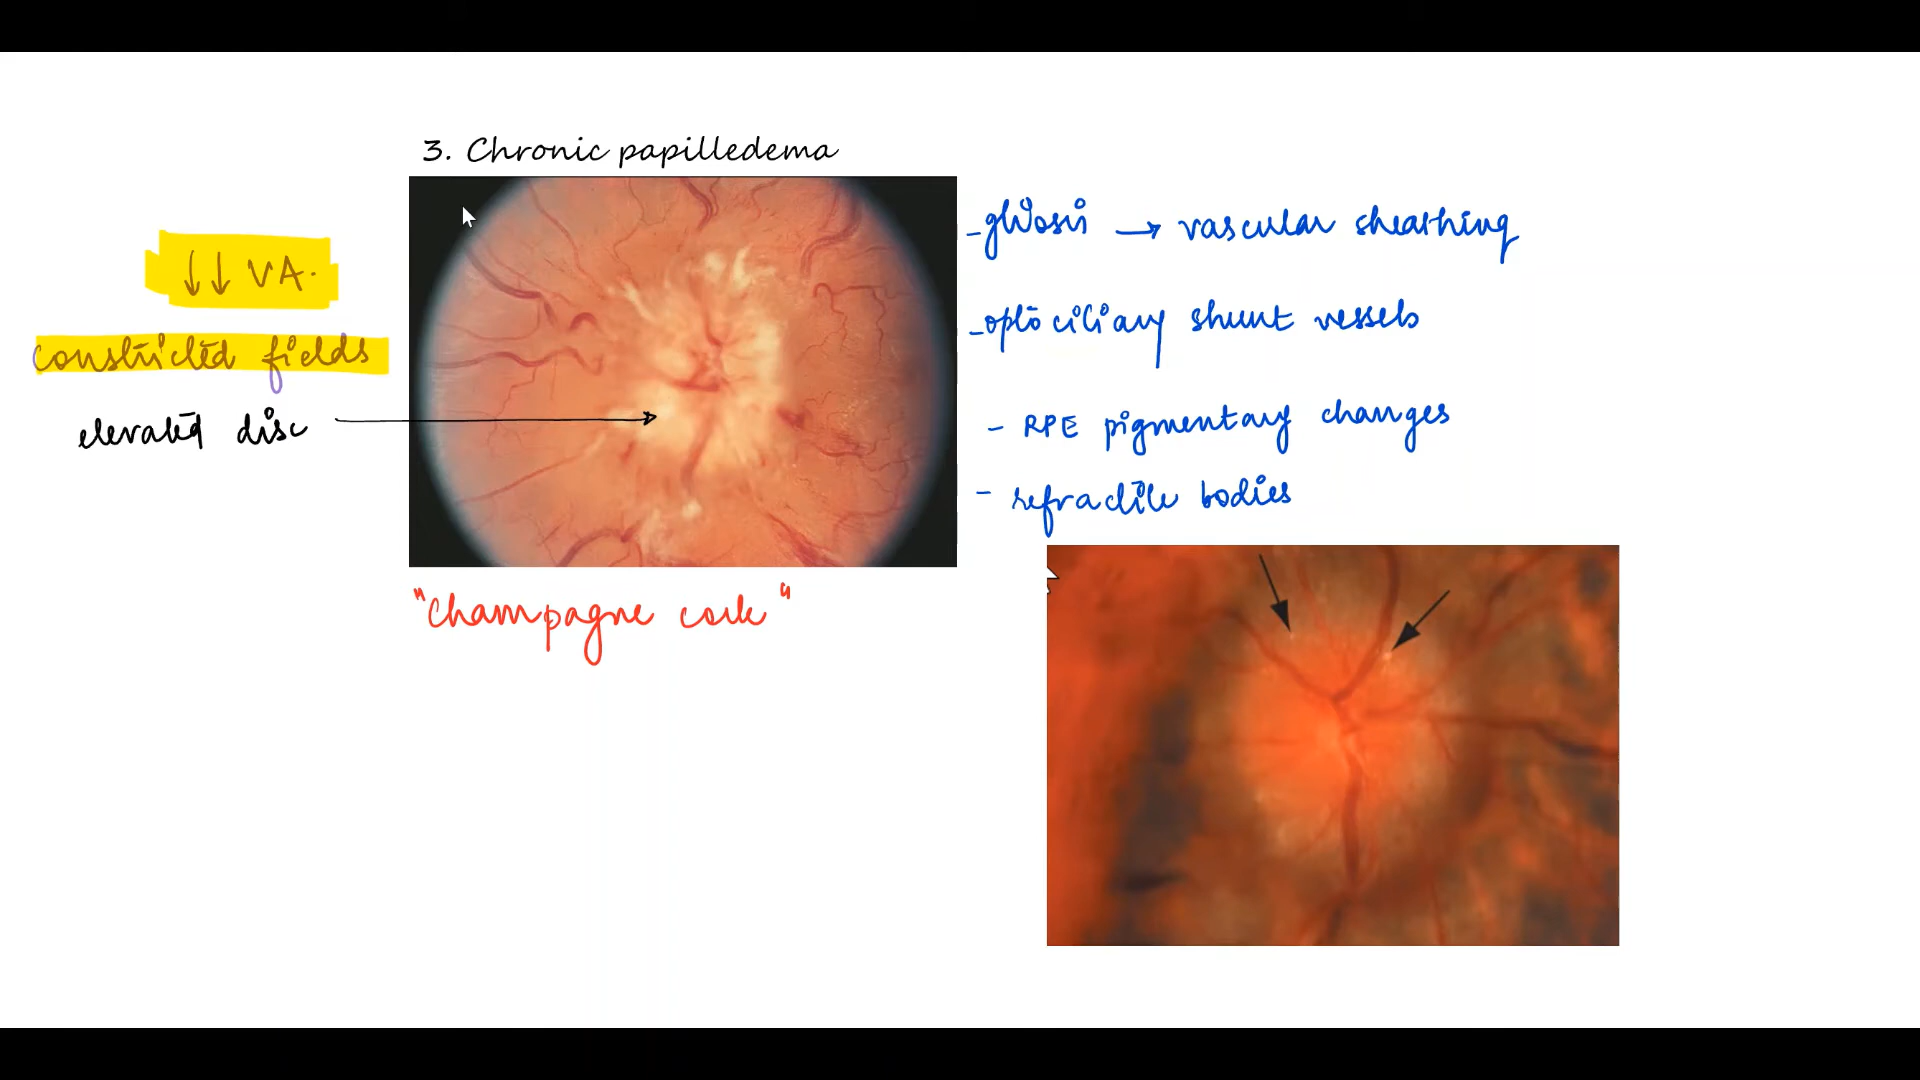 3. Chronic papilledema
↓↓ VA.
constricted fields
elevated disc
"Champagne cork"
- gliosis → vascular sheathing
- opto ciliary shunt vessels
- RPE pigmentary changes
- refractile bodies